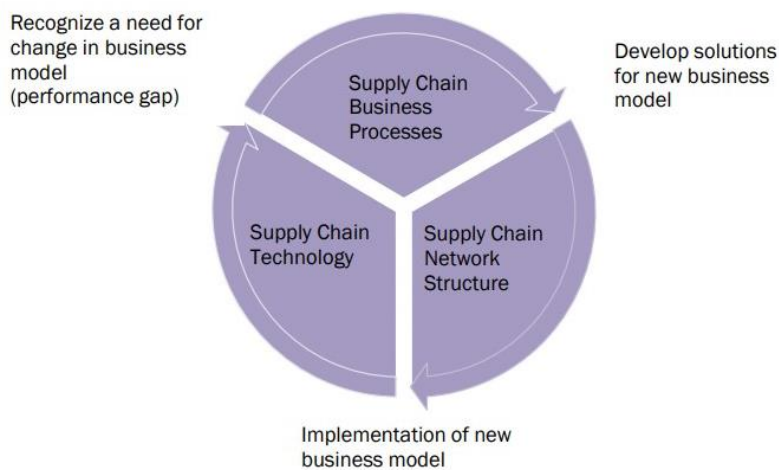 Recognize a need for
change in business
model
(performance gap)
Develop solutions
for new business
model
Supply Chain
Business
Processes
Supply Chain
Technology
Supply Chain
Network
Structure
Implementation of new
business model